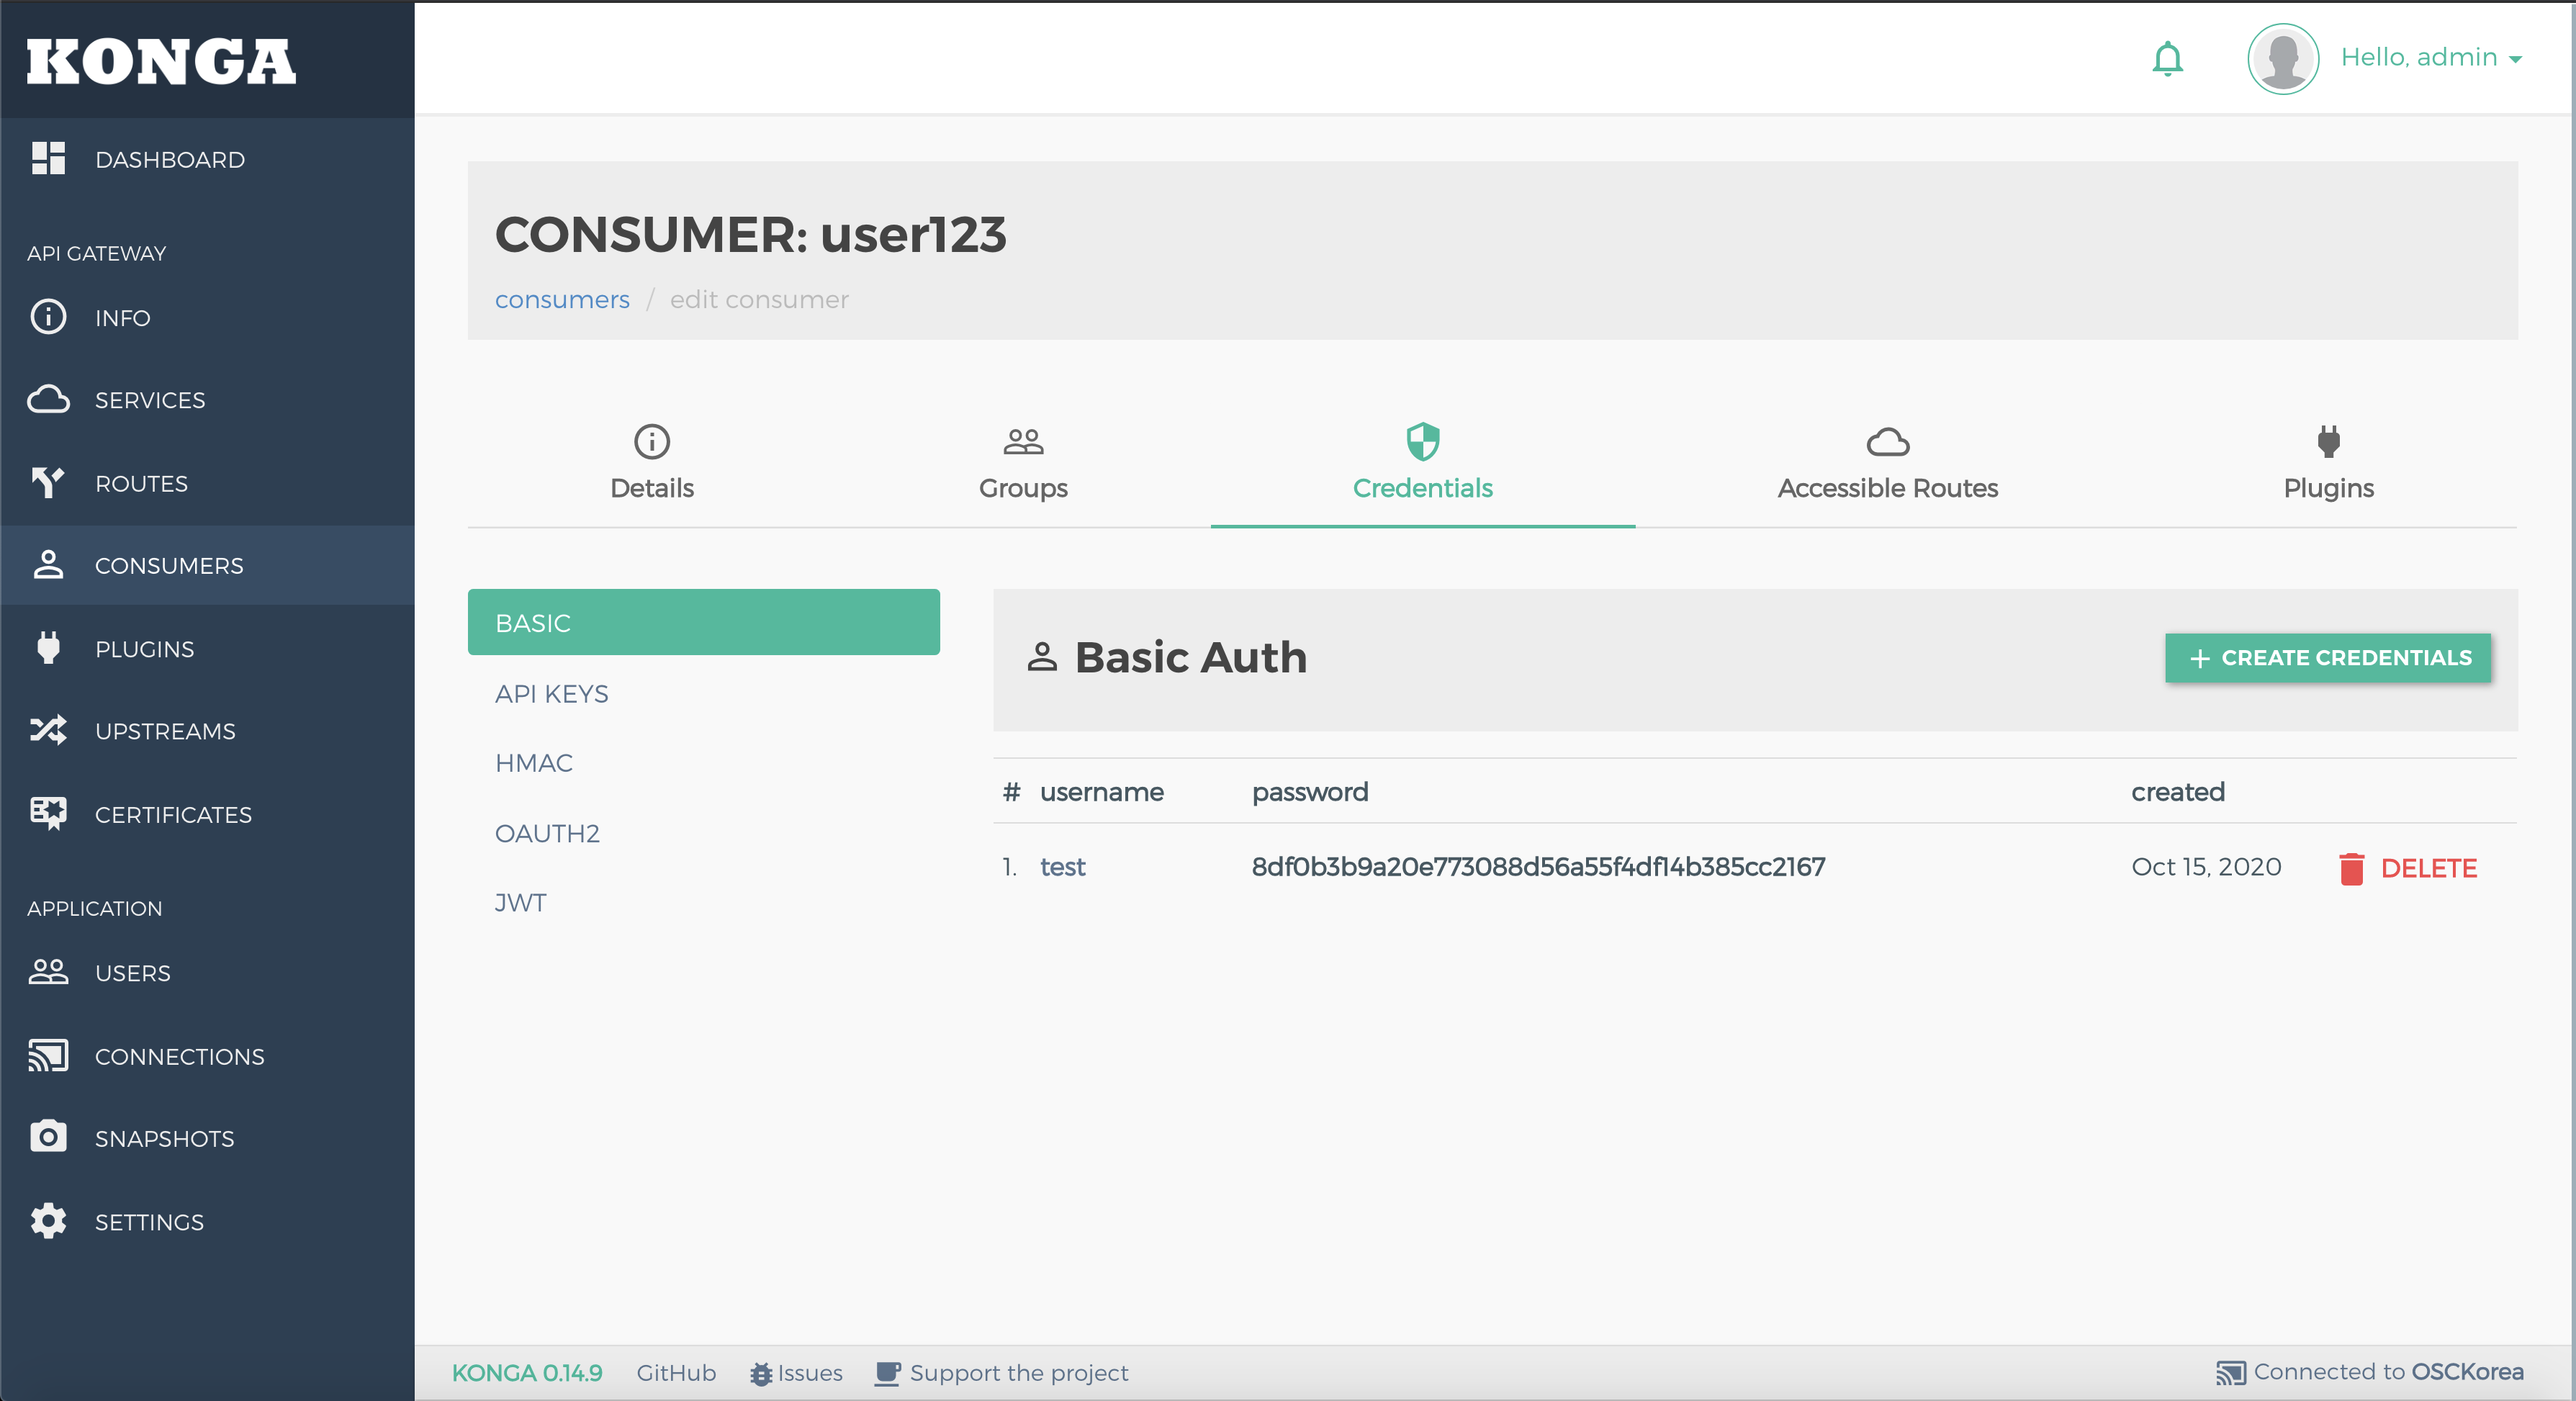 KONGA
Hello, admin
DASHBOARD
API GATEWAY
INFO
SERVICES
ROUTES
CONSUMERS
PLUGINS
UPSTREAMS
CERTIFICATES
APPLICATION
USERS
CONNECTIONS
SNAPSHOTS
SETTINGS
CONSUMER: user123
consumers / edit consumer
Details Groups Credentials Accessible Routes Plugins
BASIC
API KEYS
HMAC
OAUTH2
JWT
Basic Auth
+ CREATE CREDENTIALS
# username password created
1. test 8df0b3b9a20e773088d56a55f4df14b385cc2167 Oct 15, 2020 DELETE
KONGA 0.14.9 GitHub Issues Support the project Connected to OSCKorea